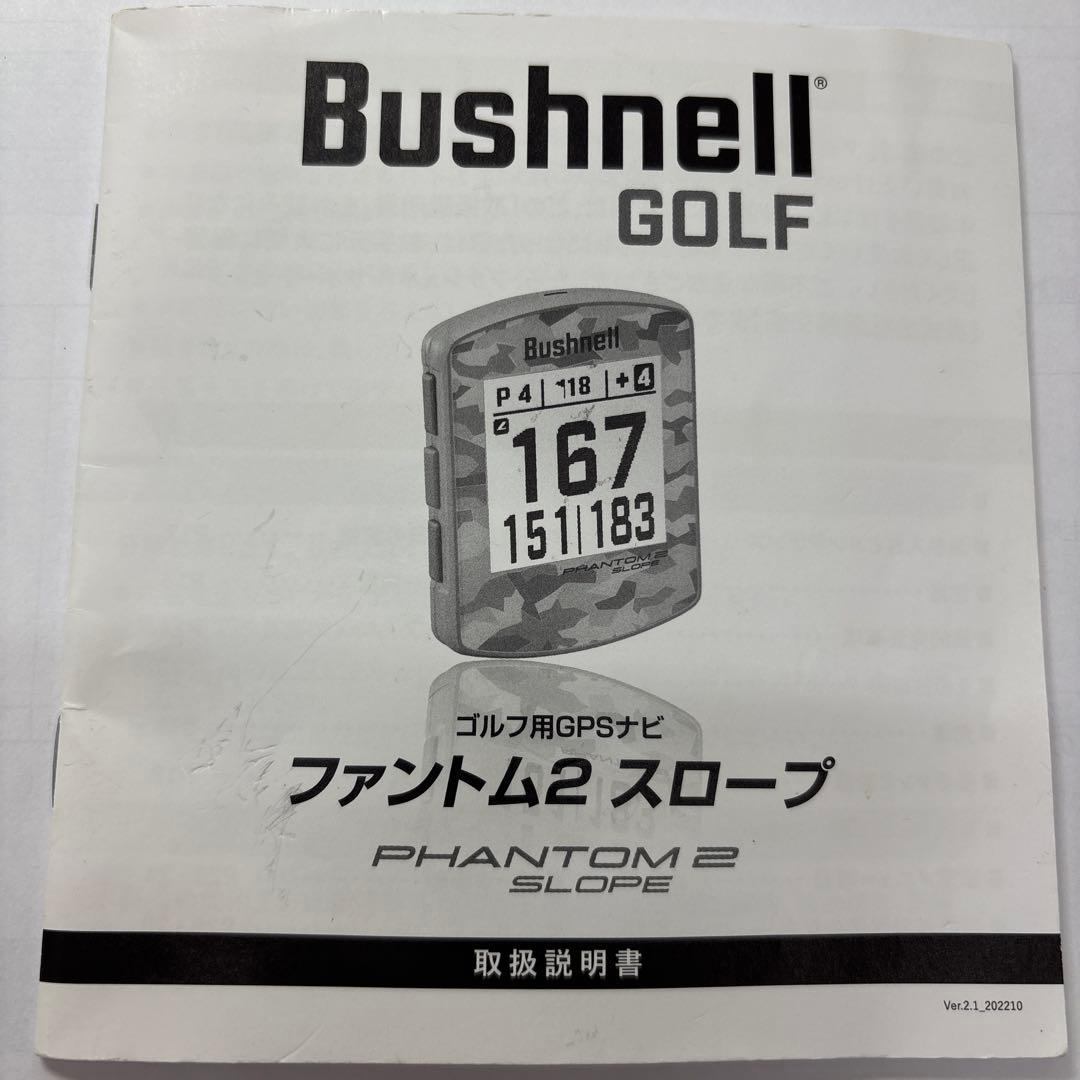 Bushnell®
GOLF
Bushnell
P 4 | 118 | + 4
167
151 | 183
PHANTOM 2
SLOPE
ゴルフ用GPSナビ
ファントム2 スロープ
PHANTOM 2
SLOPE
取扱説明書
Ver.2.1_202210